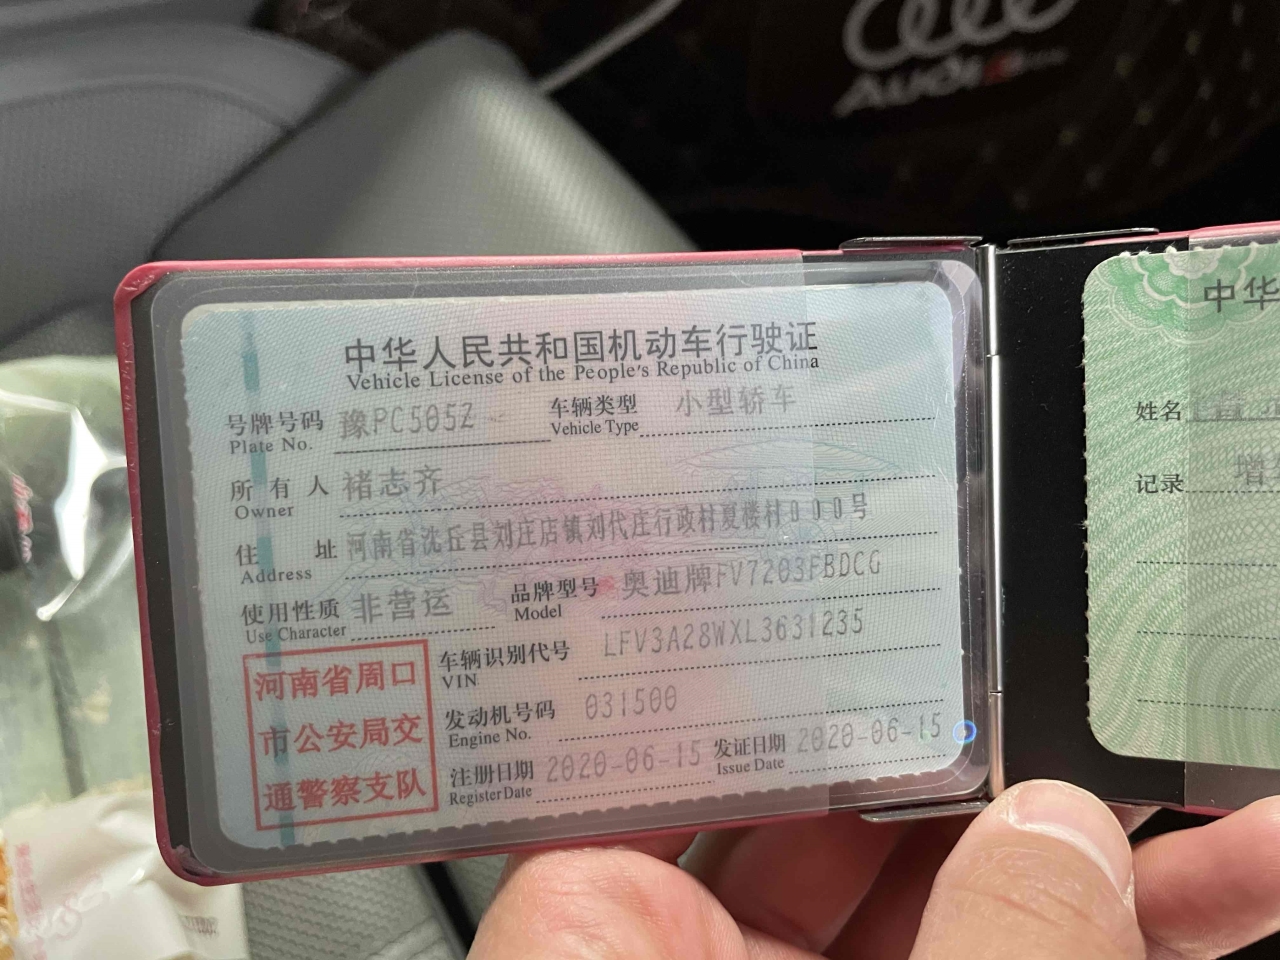 Audi
中华人民共和国机动车行驶证
Vehicle License of the People's Republic of China
号牌号码 豫PC505Z 车辆类型 小型轿车
Plate No. Vehicle Type
所有人 褚志齐
Owner
住址 河南省沈丘县刘庄店镇刘代庄行政村夏楼村000号
Address
使用性质 非营运 品牌型号 奥迪牌FV7203FBDCG
Use Character Model
车辆识别代号 LFV3A28WXL3631235
VIN
发动机号码 031500
Engine No.
注册日期 2020-06-15 发证日期 2020-06-15
Register Date Issue Date
河南省周口
市公安局交
通警察支队
中华
姓名
记录 增